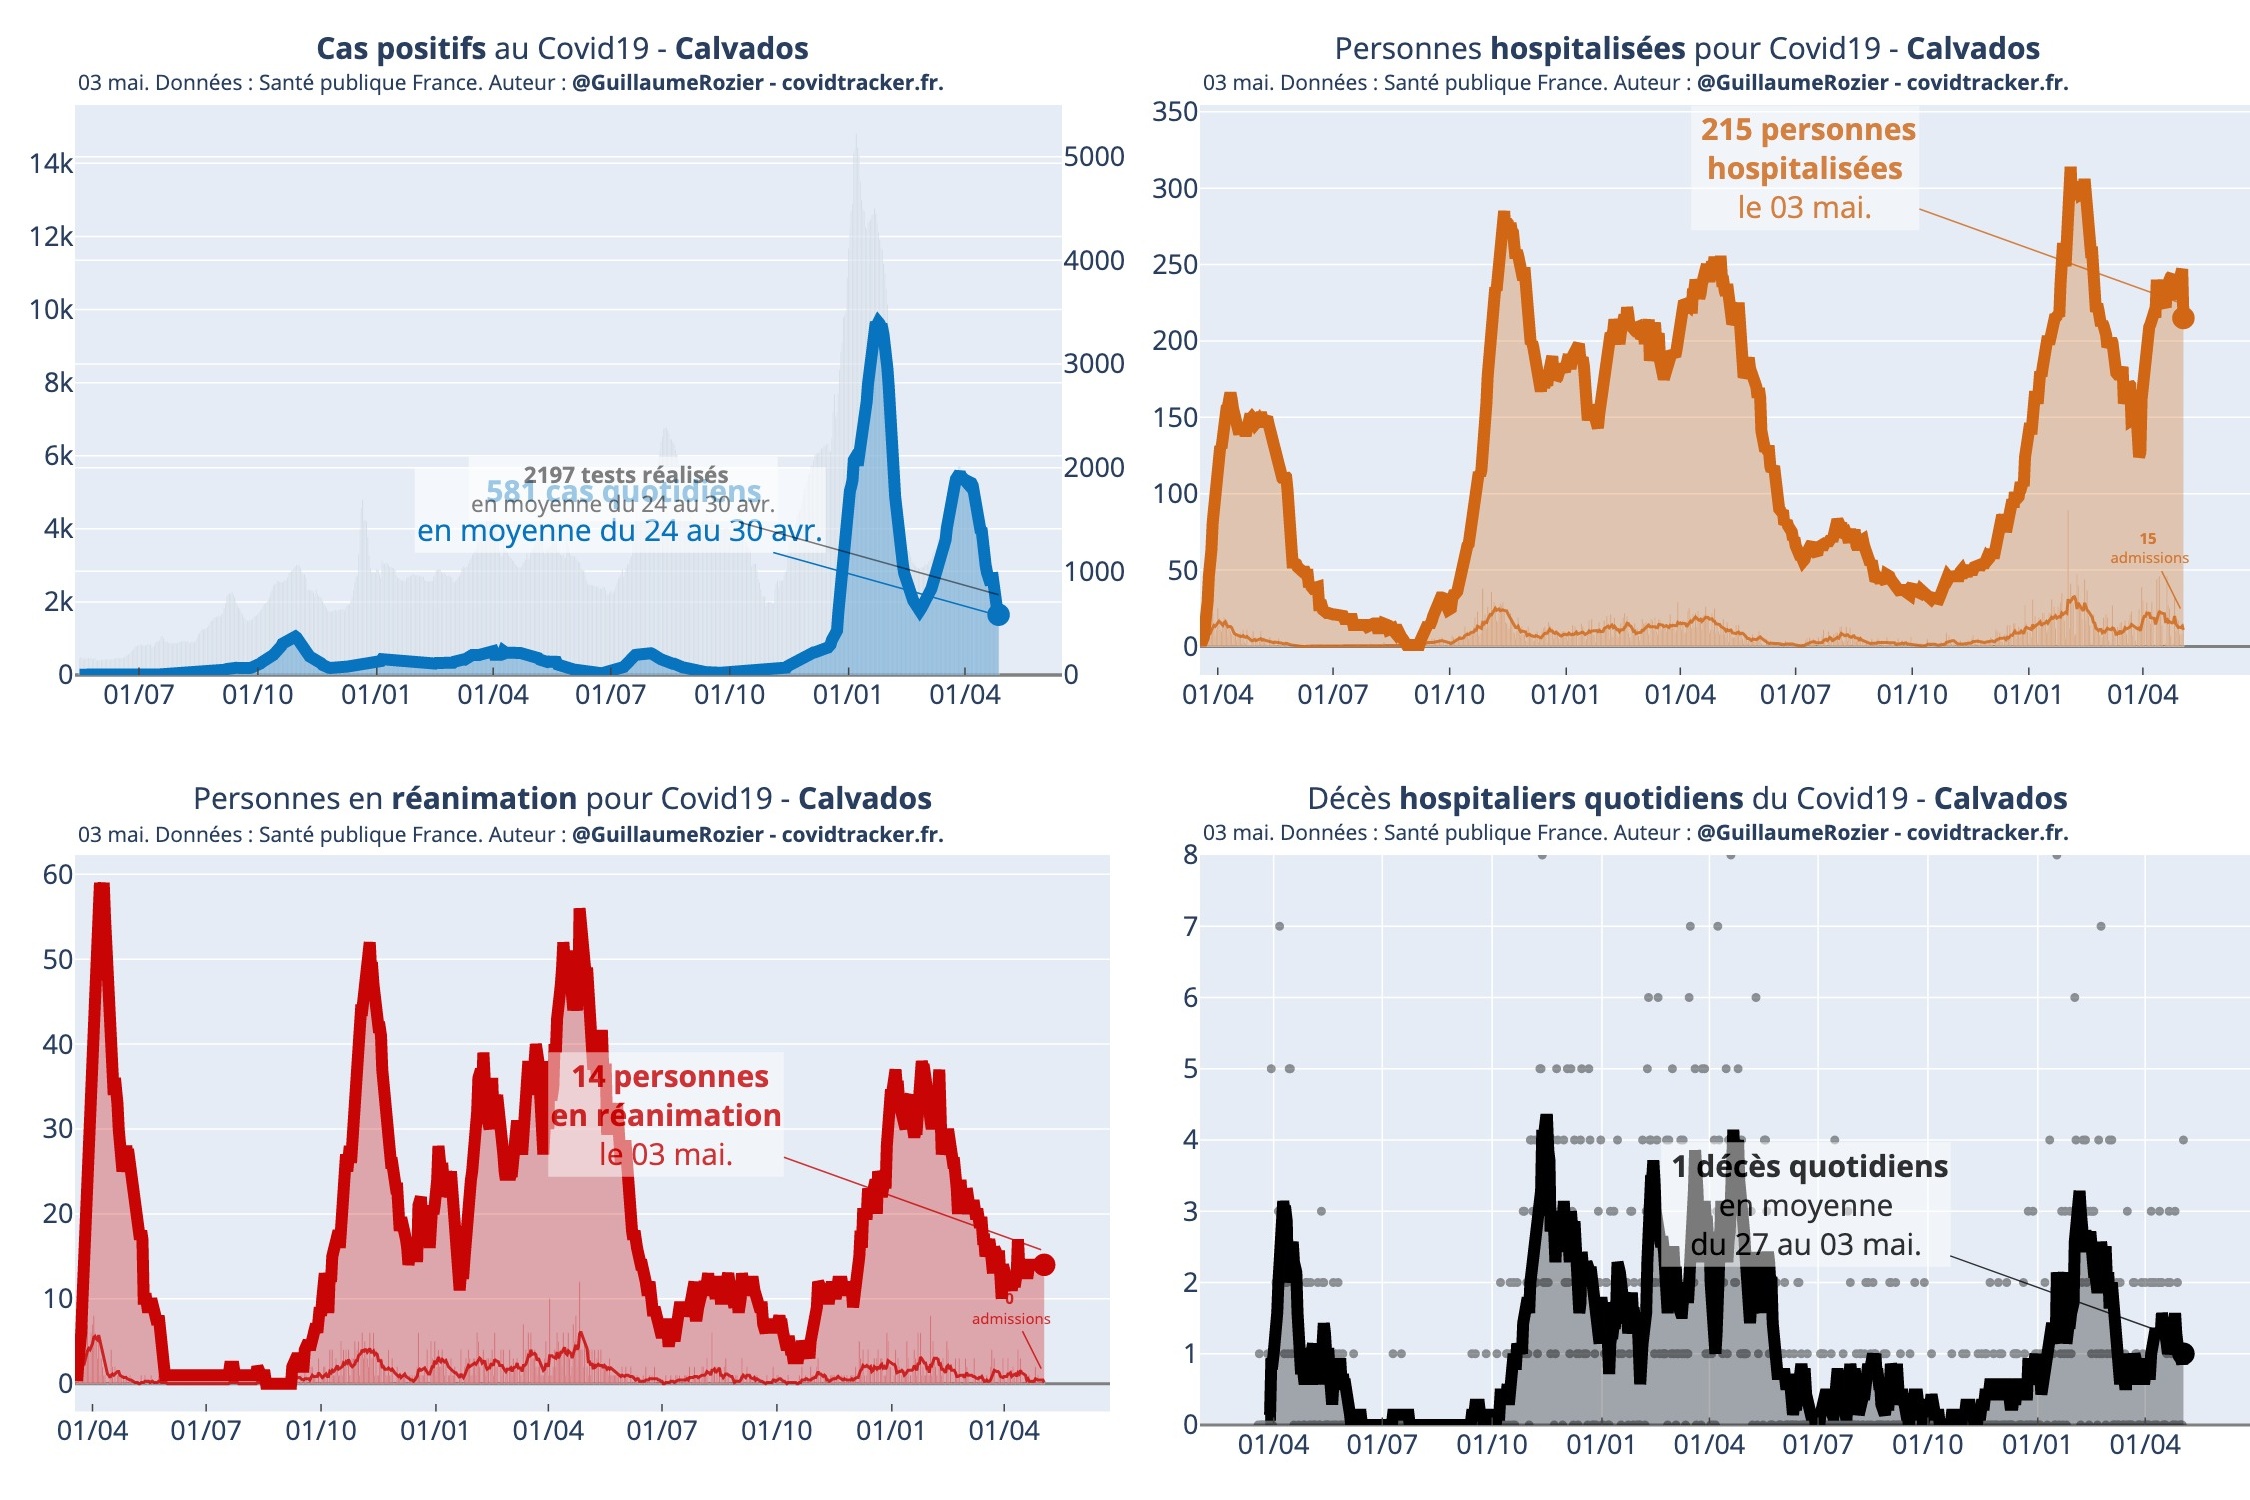 Cas positifs au Covid19 - Calvados
03 mai. Données : Santé publique France. Auteur : @GuillaumeRozier - covidtracker.fr.
14k
12k
10k
8k
6k
4k
2k
0
5000
4000
3000
2000
1000
0
2197 tests réalisés
581 cas quotidiens
en moyenne du 24 au 30 avr.
en moyenne du 24 au 30 avr.
01/07 01/10 01/01 01/04 01/07 01/10 01/01 01/04
Personnes hospitalisées pour Covid19 - Calvados
03 mai. Données : Santé publique France. Auteur : @GuillaumeRozier - covidtracker.fr.
350
300
250
200
150
100
50
0
215 personnes
hospitalisées
le 03 mai.
15
admissions
01/04 01/07 01/10 01/01 01/04 01/07 01/10 01/01 01/04
Personnes en réanimation pour Covid19 - Calvados
03 mai. Données : Santé publique France. Auteur : @GuillaumeRozier - covidtracker.fr.
60
50
40
30
20
10
0
14 personnes
en réanimation
le 03 mai.
0
admissions
01/04 01/07 01/10 01/01 01/04 01/07 01/10 01/01 01/04
Décès hospitaliers quotidiens du Covid19 - Calvados
03 mai. Données : Santé publique France. Auteur : @GuillaumeRozier - covidtracker.fr.
8
7
6
5
4
3
2
1
0
1 décès quotidiens
en moyenne
du 27 au 03 mai.
01/04 01/07 01/10 01/01 01/04 01/07 01/10 01/01 01/04